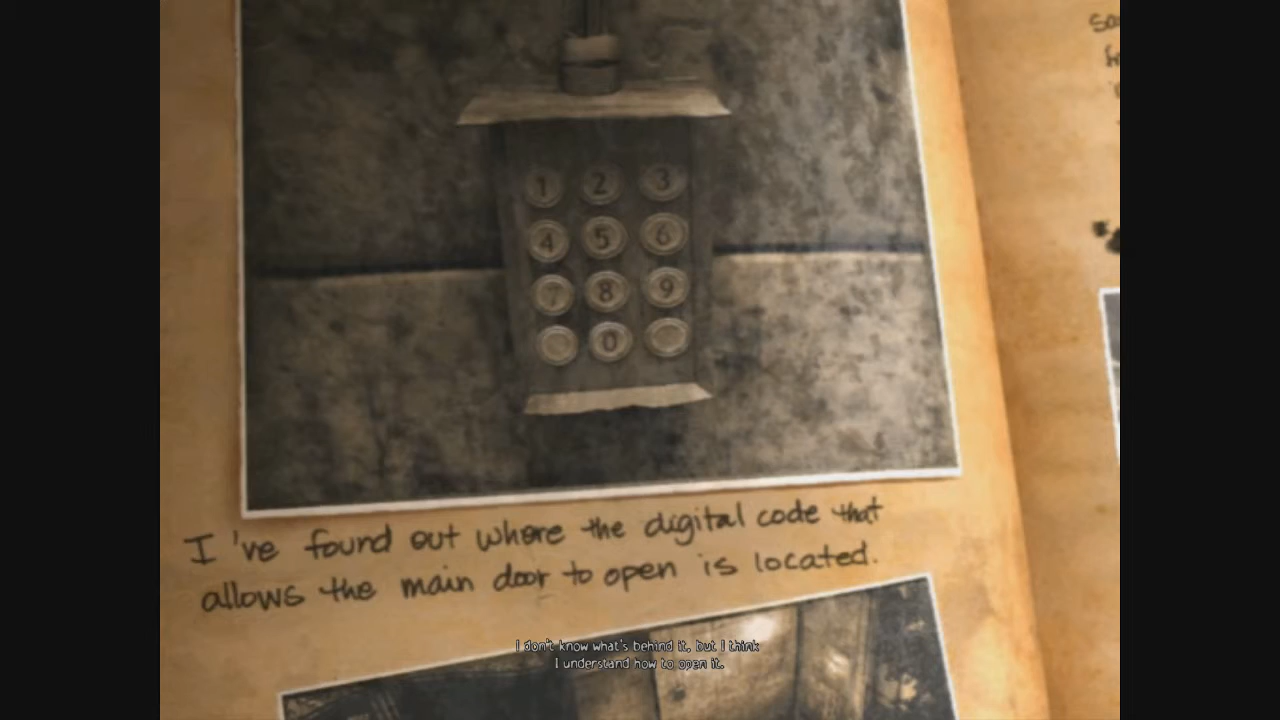 1 2 3
4 5 6
7 8 9
0
I 've found out where the digital code that
allows the main door to open is located.
I don't know what's behind it, but I think
I understand how to open it.